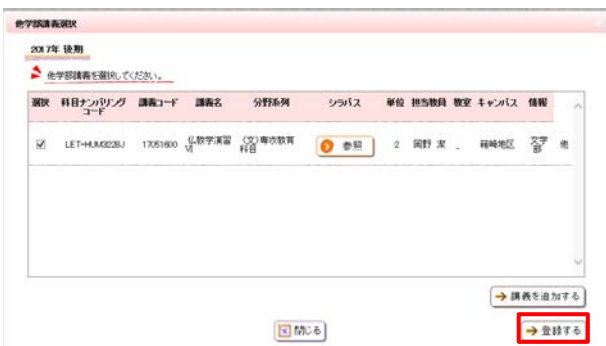 他学部講義選択
2017年 後期
他学部講義を選択してください。
選択 科目ナンバリングコード 講義コード 講義名 分野系列 シラバス 単位 担当教員 教室 キャンパス 情報
LET-HUM3228J 17051600 仏教学演習VI (文)専攻教育科目 参照 2 岡野 潔 - 箱崎地区 文学部 他
→ 講義を追加する
閉じる → 登録する